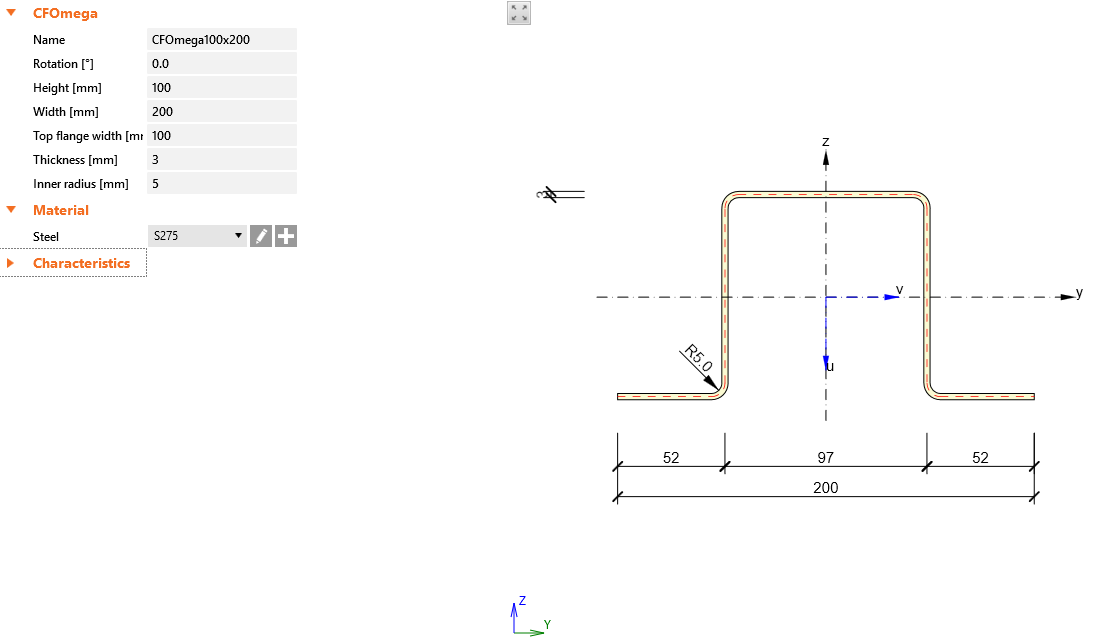 CFOmega
Name CFOmega100x200
Rotation [°] 0.0
Height [mm] 100
Width [mm] 200
Top flange width [mm 100
Thickness [mm] 3
Inner radius [mm] 5
Material
Steel S275
Characteristics
z
3
v
y
R5.0
u
52 97 52
200
Z
Y